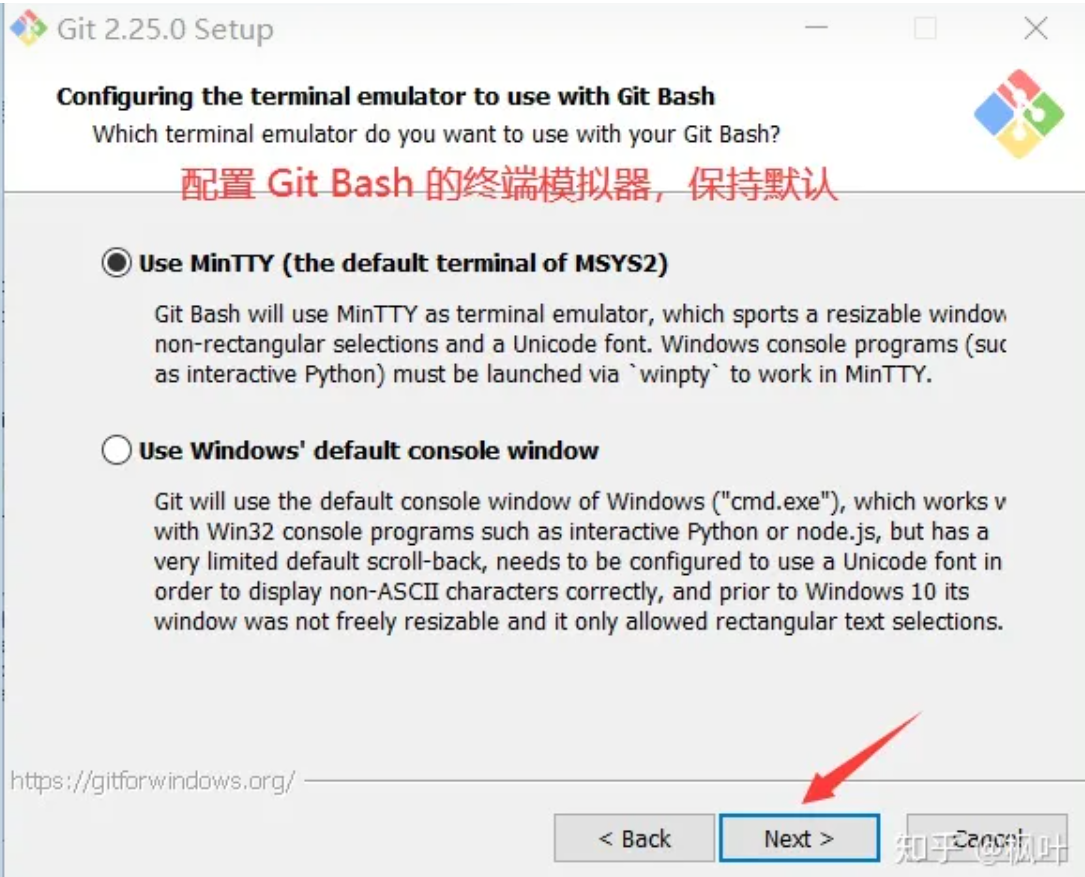 Git 2.25.0 Setup
Configuring the terminal emulator to use with Git Bash
Which terminal emulator do you want to use with your Git Bash?
配置 Git Bash 的终端模拟器，保持默认
Use MinTTY (the default terminal of MSYS2)
Git Bash will use MinTTY as terminal emulator, which sports a resizable window
non-rectangular selections and a Unicode font. Windows console programs (suc
as interactive Python) must be launched via `winpty` to work in MinTTY.
Use Windows' default console window
Git will use the default console window of Windows ("cmd.exe"), which works w
with Win32 console programs such as interactive Python or node.js, but has a
very limited default scroll-back, needs to be configured to use a Unicode font in
order to display non-ASCII characters correctly, and prior to Windows 10 its
window was not freely resizable and it only allowed rectangular text selections.
https://gitforwindows.org/
< Back
Next >
Cancel
知乎 @枫叶